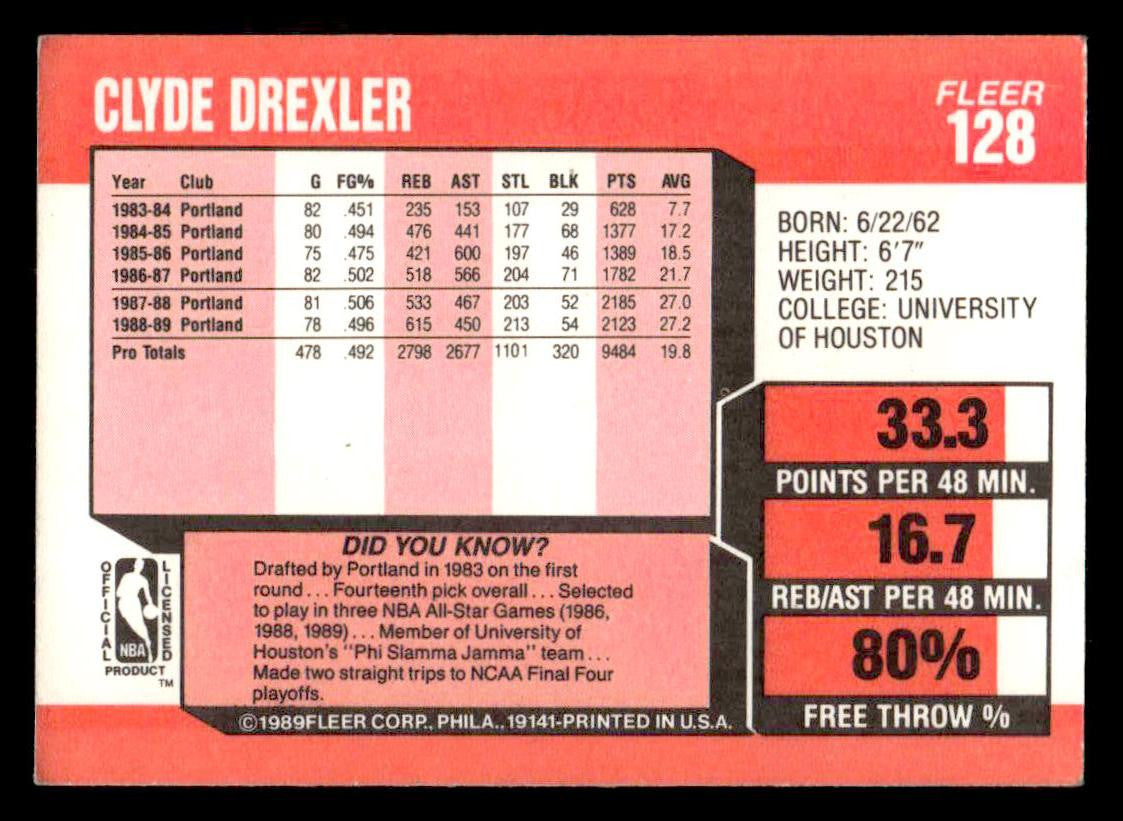 CLYDE DREXLER
FLEER
128
Year Club G FG% REB AST STL BLK PTS AVG
1983-84 Portland 82 .451 235 153 107 29 628 7.7
1984-85 Portland 80 .494 476 441 177 68 1377 17.2
1985-86 Portland 75 .475 421 600 197 46 1389 18.5
1986-87 Portland 82 .502 518 566 204 71 1782 21.7
1987-88 Portland 81 .506 533 467 203 52 2185 27.0
1988-89 Portland 78 .496 615 450 213 54 2123 27.2
Pro Totals 478 .492 2798 2677 1101 320 9484 19.8
BORN: 6/22/62
HEIGHT: 6'7"
WEIGHT: 215
COLLEGE: UNIVERSITY
OF HOUSTON
33.3
POINTS PER 48 MIN.
16.7
REB/AST PER 48 MIN.
80%
FREE THROW %
DID YOU KNOW?
Drafted by Portland in 1983 on the first
round... Fourteenth pick overall... Selected
to play in three NBA All-Star Games (1986,
1988, 1989)... Member of University of
Houston's "Phi Slamma Jamma" team...
Made two straight trips to NCAA Final Four
playoffs.
OFFICIAL
LICENSED
NBA
PRODUCT
TM
©1989FLEER CORP., PHILA., 19141-PRINTED IN U.S.A.